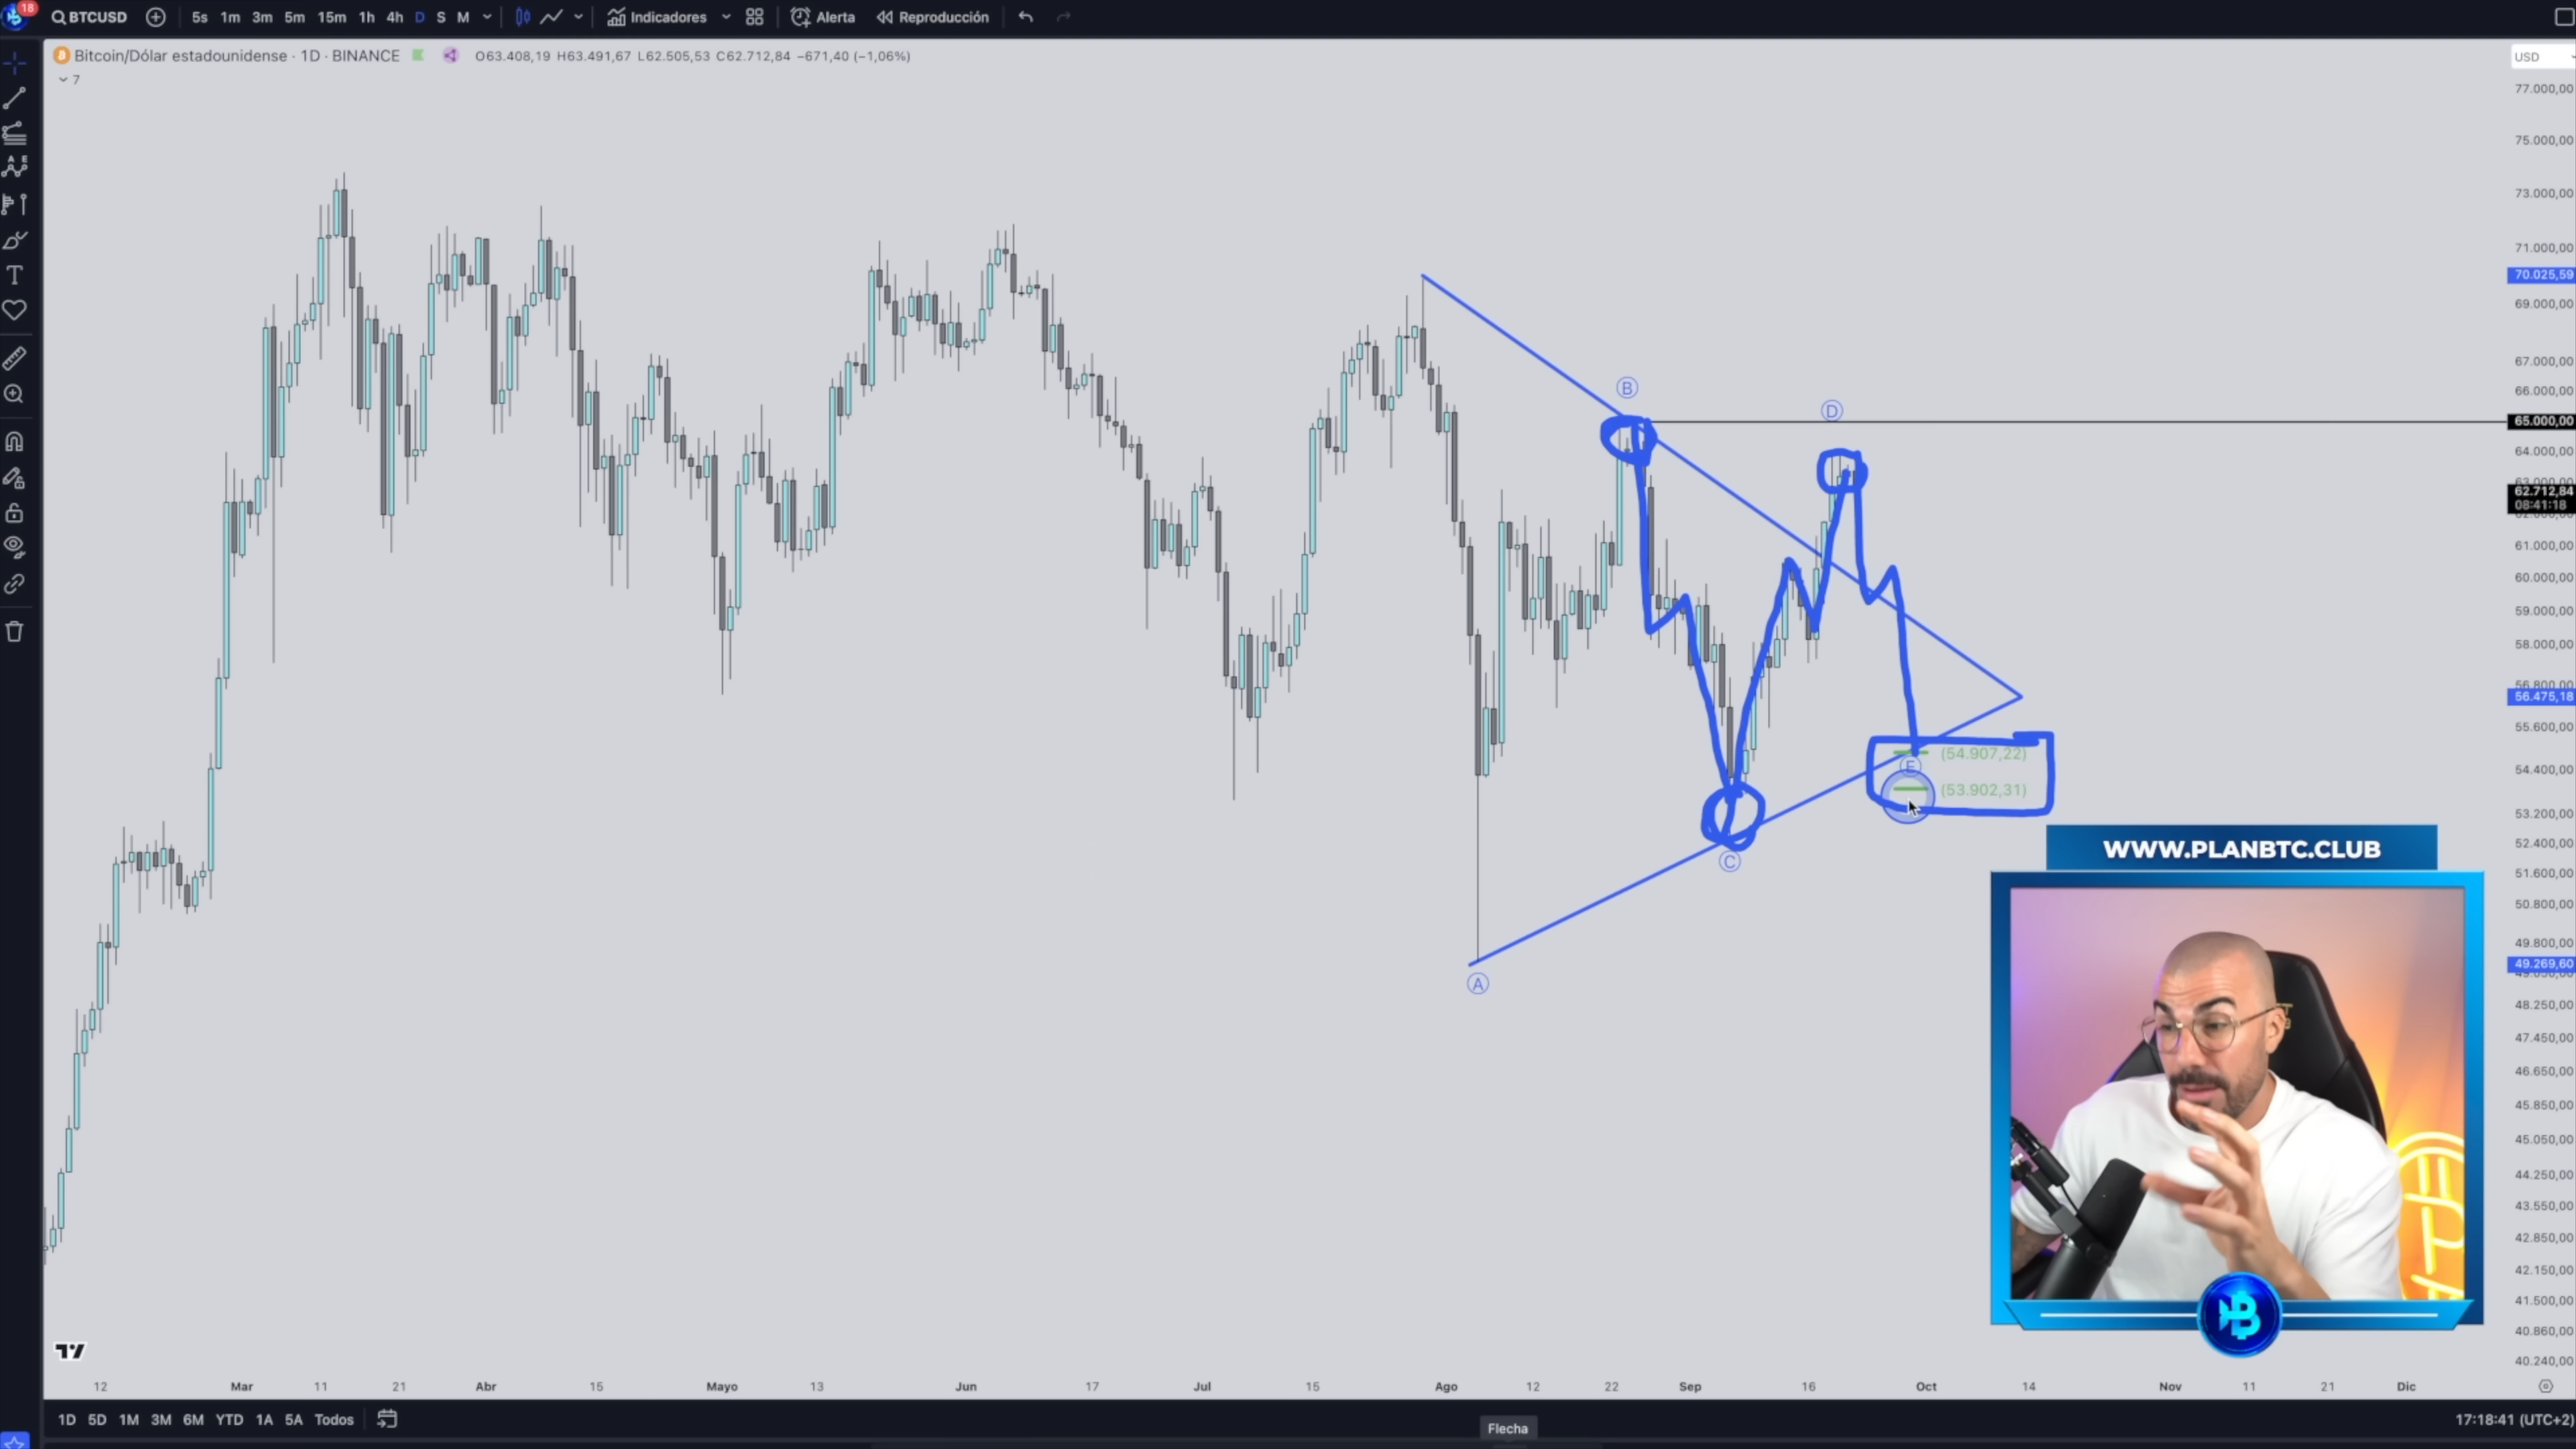 18
BTCUSD
5s 1m 3m 5m 15m 1h 4h D S M
Indicadores
Alerta
Reproducción
Bitcoin/Dólar estadounidense · 1D · BINANCE
O63.408,19 H63.491,67 L62.505,53 C62.712,84 −671,40 (−1,06%)
7
USD
77.000,00
75.000,00
73.000,00
71.000,00
70.025,59
69.000,00
67.000,00
66.000,00
65.000,00
64.000,00
62.712,84
08:41:18
61.000,00
60.000,00
59.000,00
58.000,00
56.475,18
55.600,00
54.400,00
53.200,00
52.400,00
51.600,00
50.800,00
49.800,00
49.269,60
48.250,00
47.450,00
46.650,00
45.850,00
45.050,00
44.250,00
43.550,00
42.850,00
42.150,00
41.500,00
40.860,00
40.240,00
B
D
(54.907,22)
E
(53.902,31)
C
A
WWW.PLANBTC.CLUB
12 Mar 11 21 Abr 15 Mayo 13 Jun 17 Jul 15 Ago 12 22 Sep 16 Oct 14 Nov 11 21 Dic
1D 5D 1M 3M 6M YTD 1A 5A Todos
Flecha
17:18:41 (UTC+2)